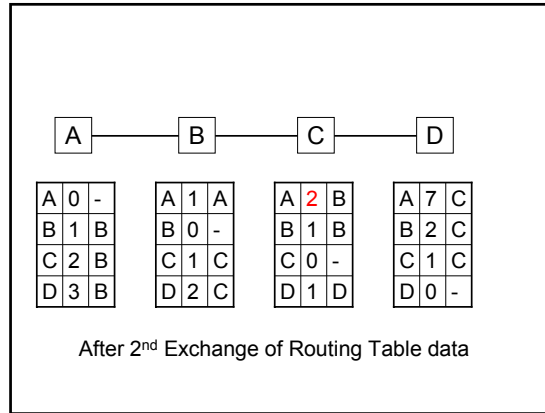 A B C D
A 0 - A 1 A A 2 B A 7 C
B 1 B B 0 - B 1 B B 2 C
C 2 B C 1 C C 0 - C 1 C
D 3 B D 2 C D 1 D D 0 -
After 2nd Exchange of Routing Table data